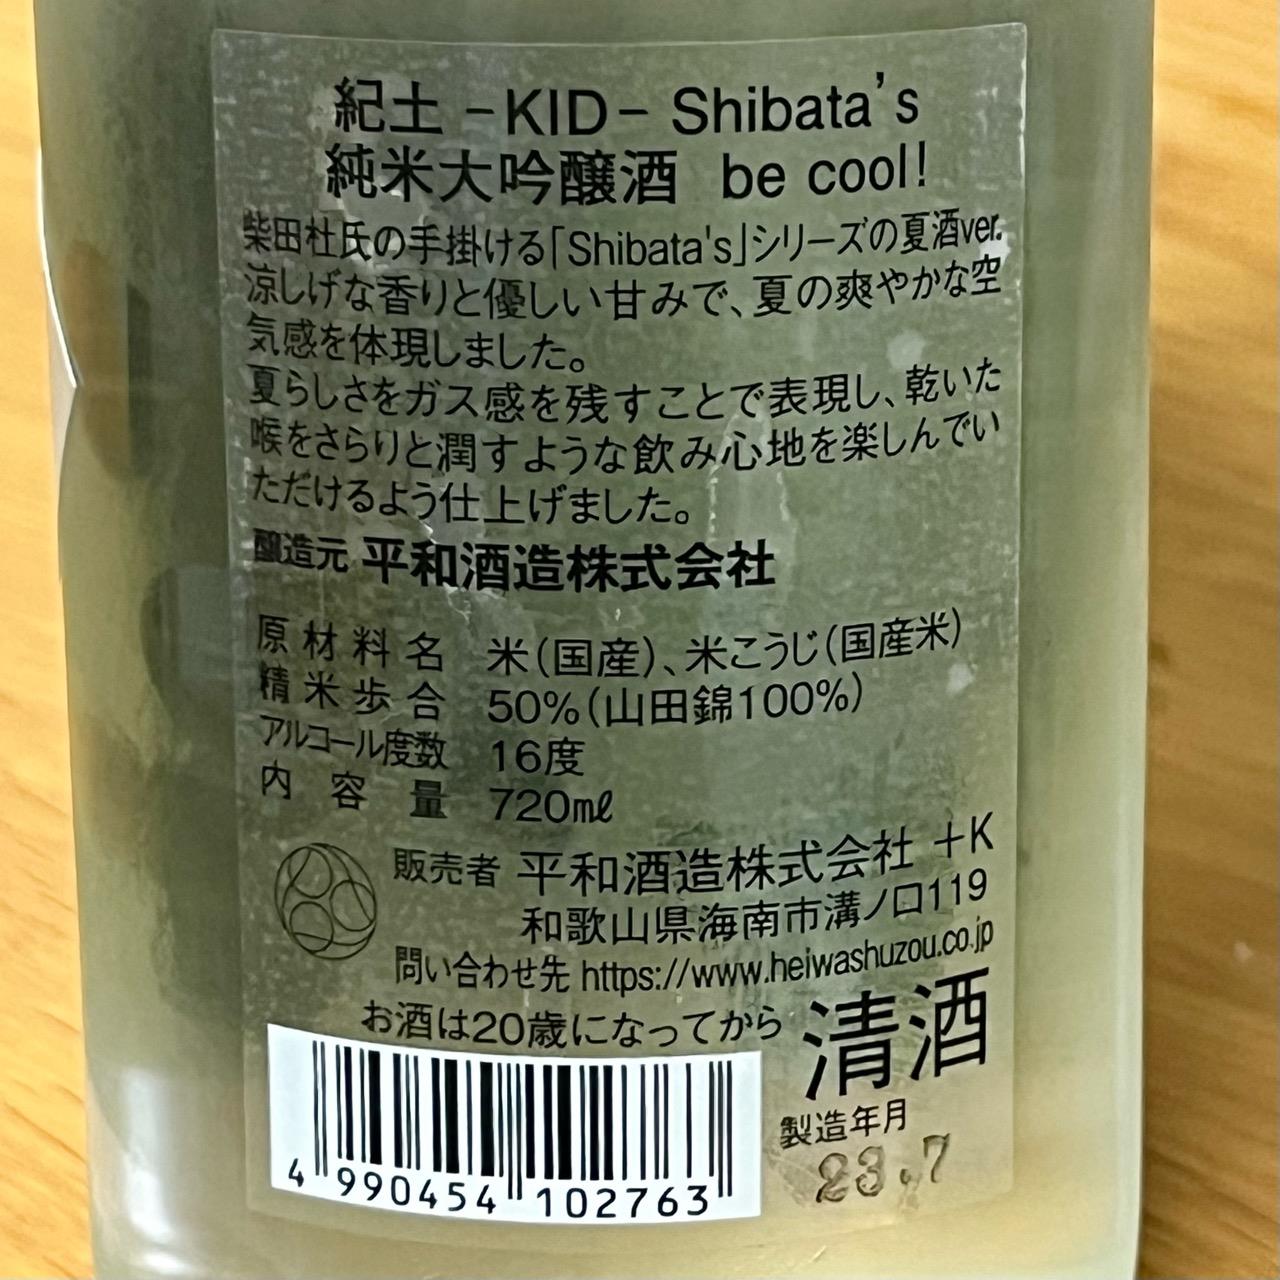 紀土 -KID- Shibata's
純米大吟醸酒 be cool!
柴田杜氏の手掛ける「Shibata's」シリーズの夏酒ver.
涼しげな香りと優しい甘みで、夏の爽やかな空
気感を体現しました。
夏らしさをガス感を残すことで表現し、乾いた
喉をさらりと潤すような飲み心地を楽しんでい
ただけるよう仕上げました。
醸造元 平和酒造株式会社
原材料名 米(国産)、米こうじ(国産米)
精米歩合 50%(山田錦100%)
アルコール度数 16度
内容量 720㎖
販売者 平和酒造株式会社 +K
和歌山県海南市溝ノ口119
問い合わせ先 https://www.heiwashuzou.co.jp
お酒は20歳になってから
清酒
製造年月
23.7
4 990454 102763